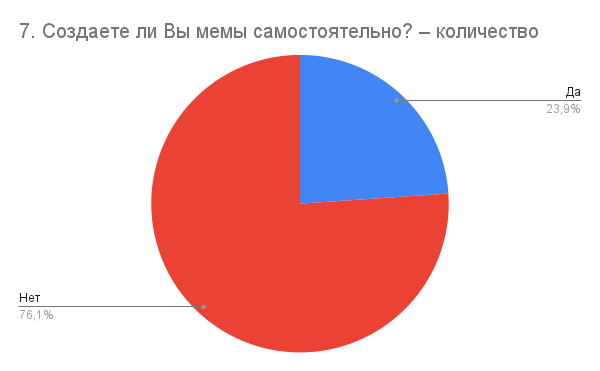 7. Создаете ли Вы мемы самостоятельно? – количество
Да
23,9%
Нет
76,1%